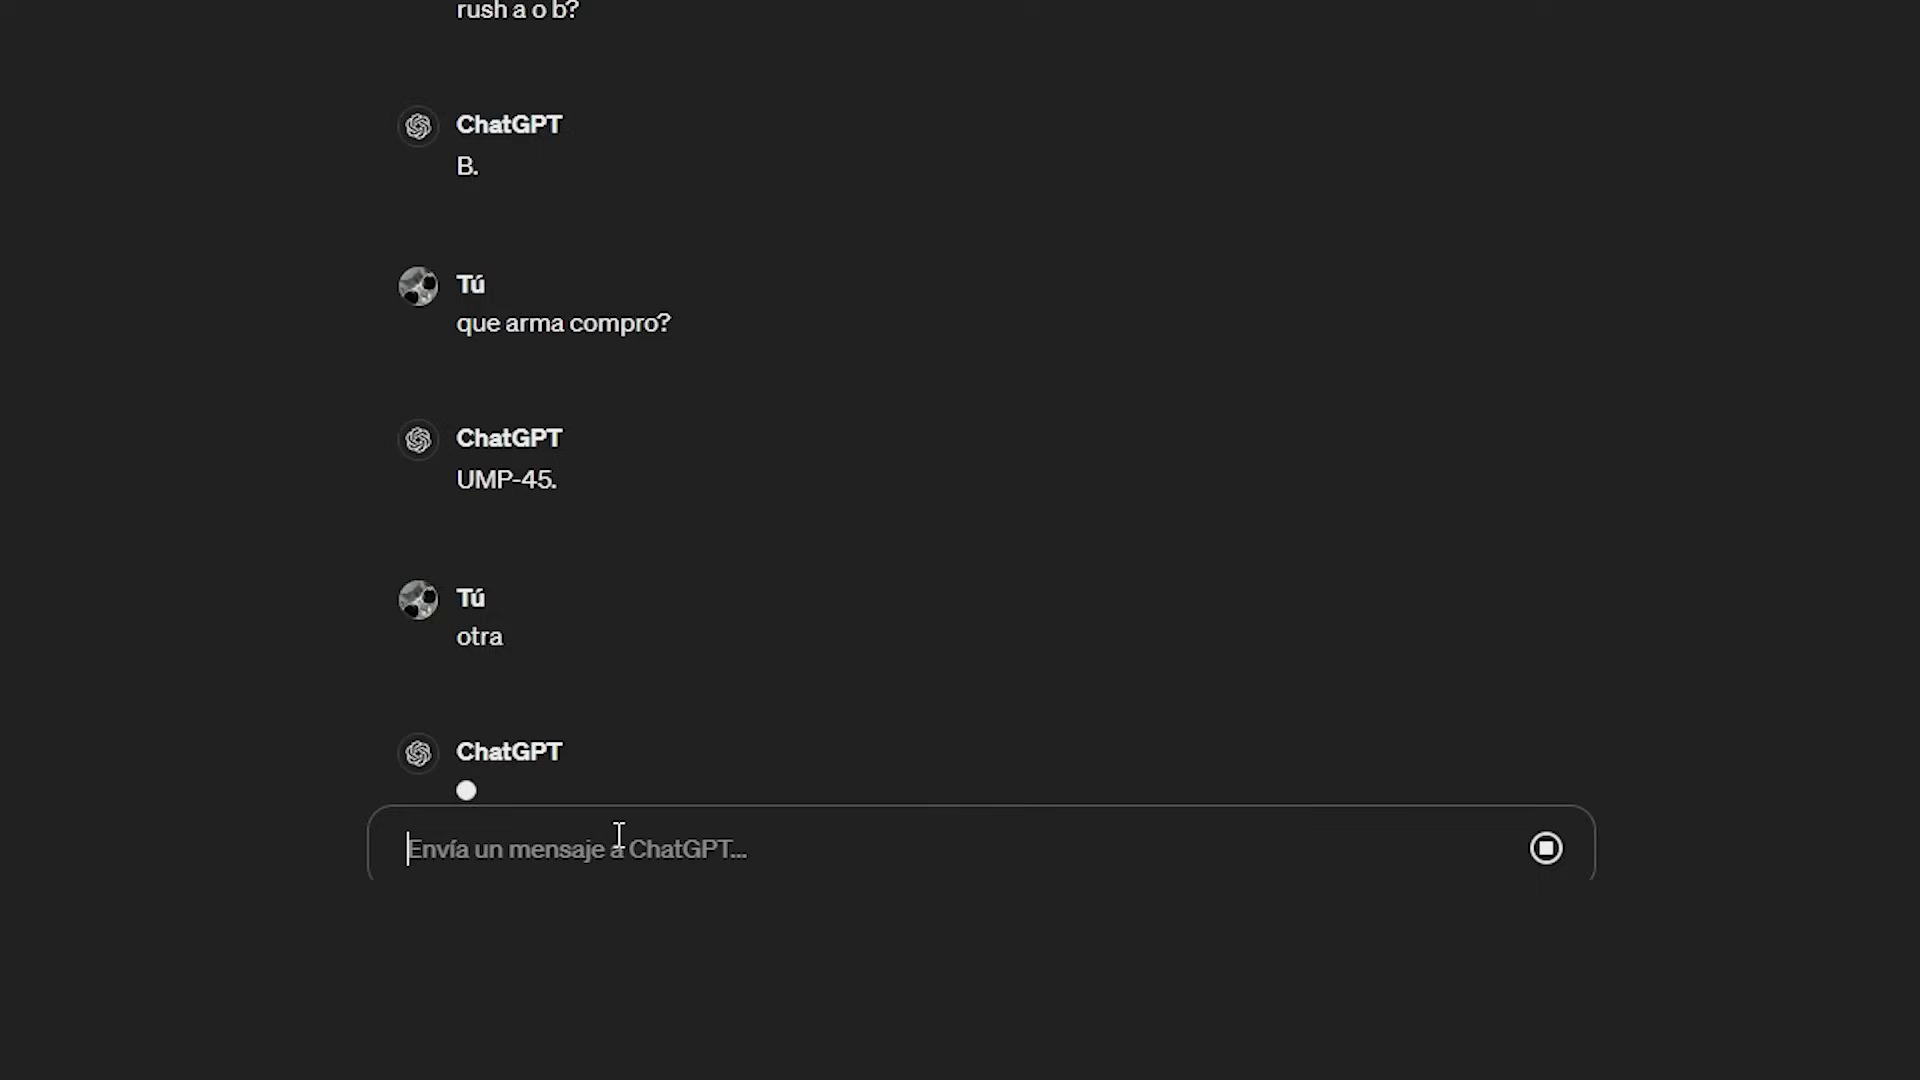 rush a o b?
ChatGPT
B.
Tú
que arma compro?
ChatGPT
UMP-45.
Tú
otra
ChatGPT
Envía un mensaje a ChatGPT...